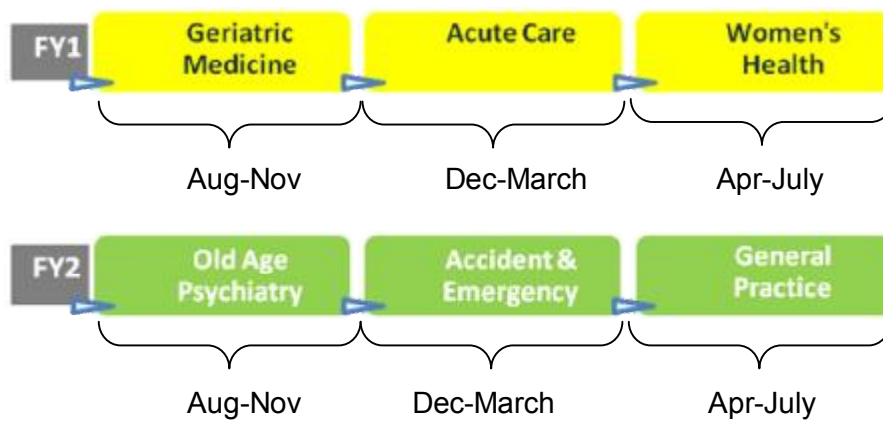 FY1
Geriatric
Medicine
Acute Care
Women's
Health
Aug-Nov
Dec-March
Apr-July
FY2
Old Age
Psychiatry
Accident &
Emergency
General
Practice
Aug-Nov
Dec-March
Apr-July